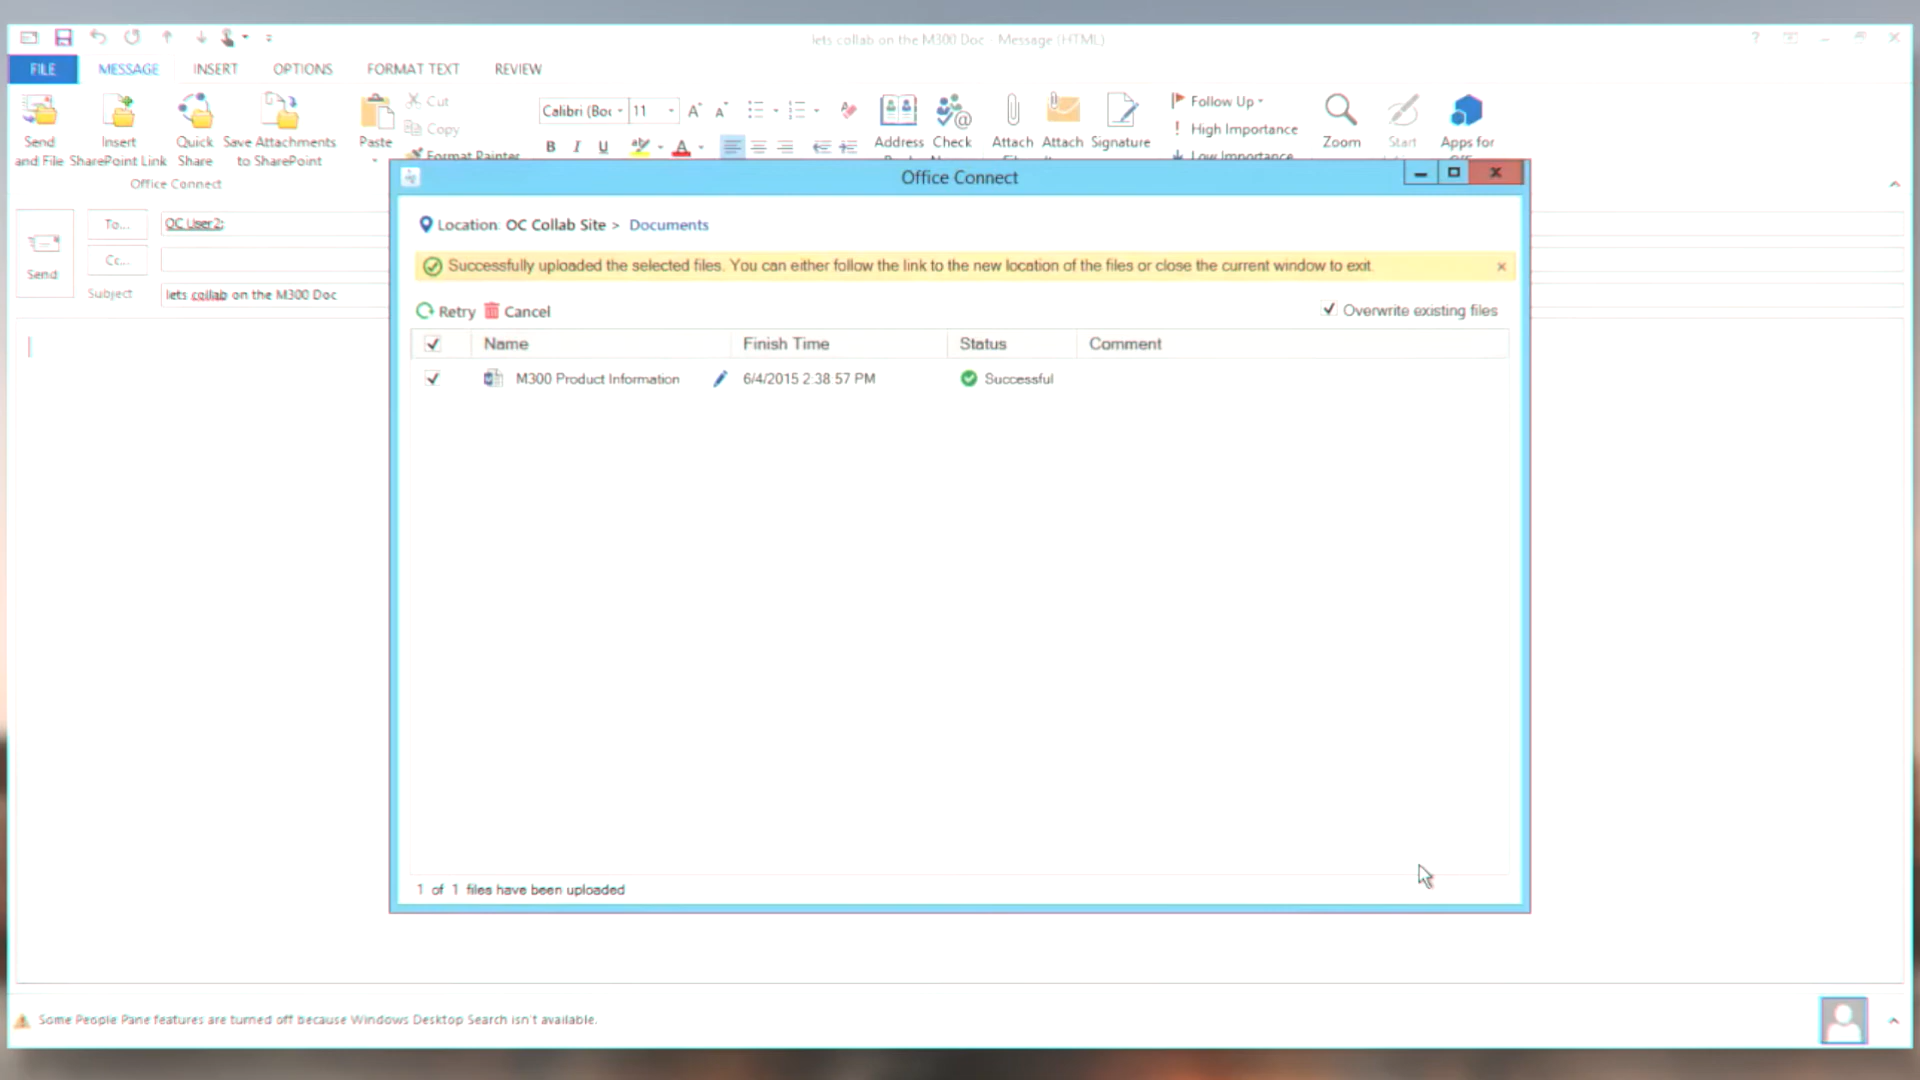 lets collab on the M300 Doc - Message (HTML)
?
FILE MESSAGE INSERT OPTIONS FORMAT TEXT REVIEW
Send and File
Insert SharePoint Link
Quick Share
Save Attachments to SharePoint
Office Connect
Paste
Cut
Copy
Format Painter
Calibri (Boc 11
B I U
Address
Check
Attach
Attach
Signature
Follow Up
High Importance
Low Importance
Zoom
Start
Apps for
Send
To...
OC User2;
Cc...
Subject
lets collab on the M300 Doc
Office Connect
Location: OC Collab Site > Documents
Successfully uploaded the selected files. You can either follow the link to the new location of the files or close the current window to exit.
Retry Cancel
Overwrite existing files
Name Finish Time Status Comment
M300 Product Information 6/4/2015 2:38:57 PM Successful
1 of 1 files have been uploaded
Some People Pane features are turned off because Windows Desktop Search isn't available.